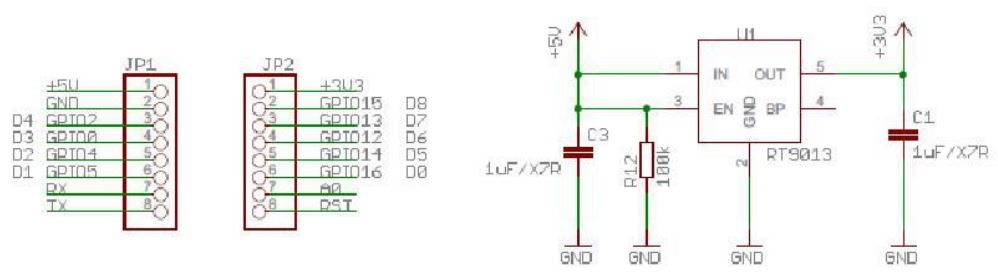 JP1
+5V 1
GND 2
D4 GPIO2 3
D3 GPIO0 4
D2 GPIO4 5
D1 GPIO5 6
RX 7
TX 8
JP2
1 +3V3
2 GPIO15 D8
3 GPIO13 D7
4 GPIO12 D6
5 GPIO14 D5
6 GPIO16 D0
7 A0
8 RST
+5V
U1
+3V3
1 IN OUT 5
3 EN GND BP 4
2
RT9013
C3
1uF/X7R
R12
100k
C1
1uF/X7R
GND GND GND GND